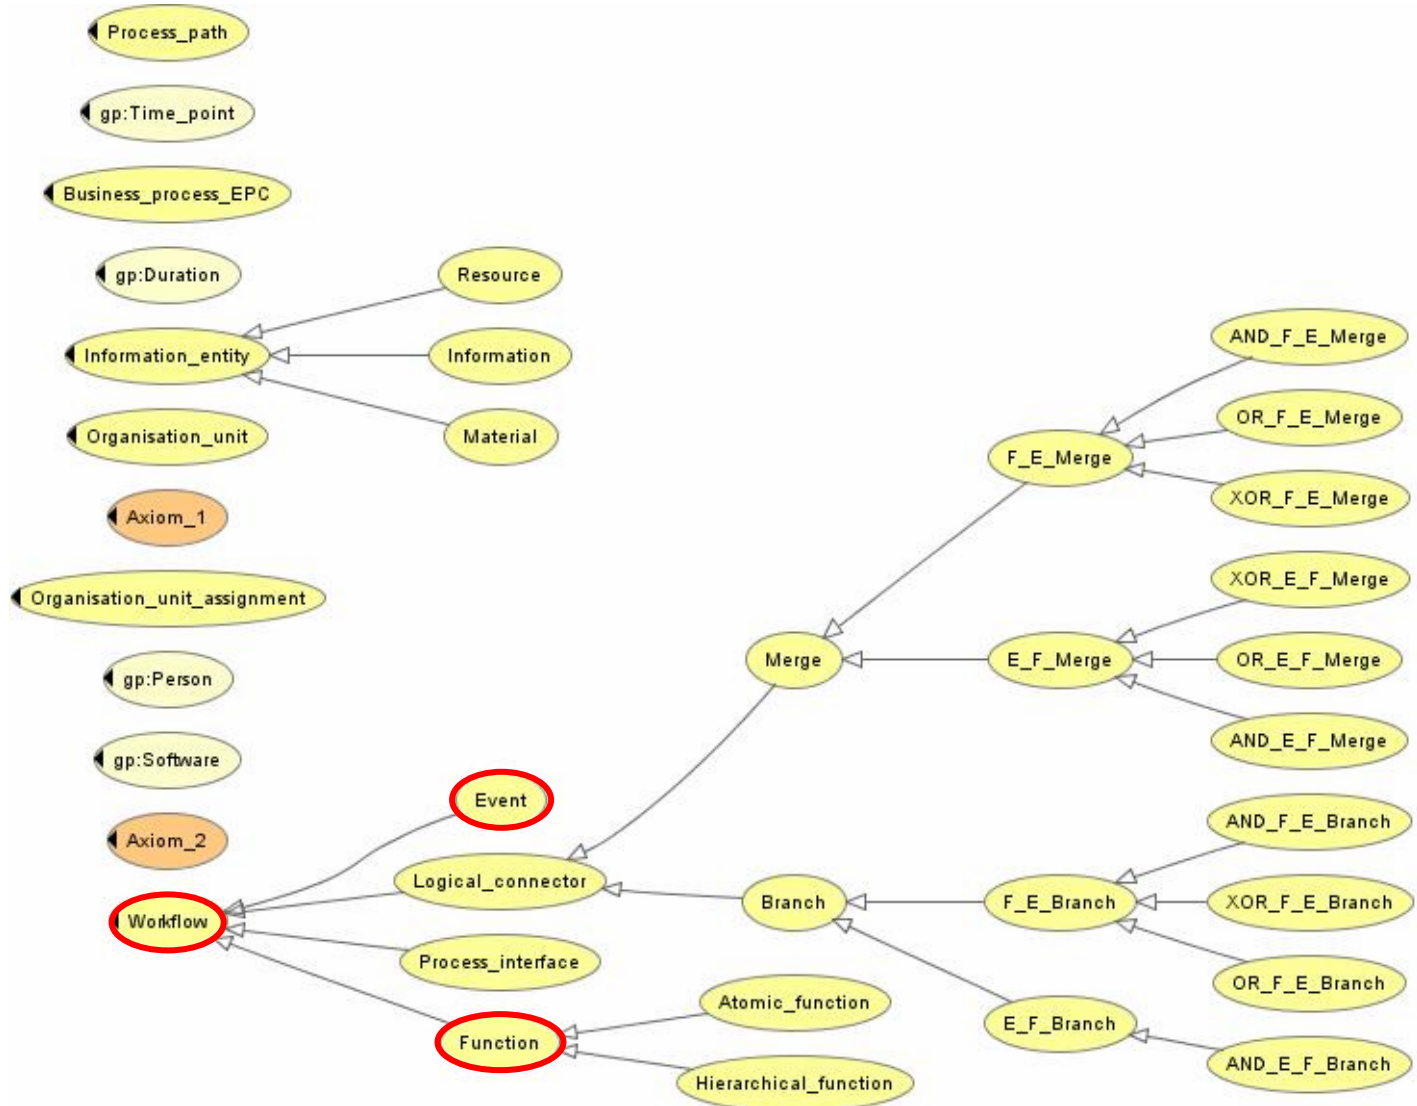 Process_path
gp:Time_point
Business_process_EPC
gp:Duration
Resource
Information_entity
Information
Organisation_unit
Material
Axiom_1
Organisation_unit_assignment
gp:Person
gp:Software
Axiom_2
Workflow
Event
Logical_connector
Process_interface
Function
Atomic_function
Hierarchical_function
Merge
Branch
F_E_Merge
E_F_Merge
F_E_Branch
E_F_Branch
AND_F_E_Merge
OR_F_E_Merge
XOR_F_E_Merge
XOR_E_F_Merge
OR_E_F_Merge
AND_E_F_Merge
AND_F_E_Branch
XOR_F_E_Branch
OR_F_E_Branch
AND_E_F_Branch